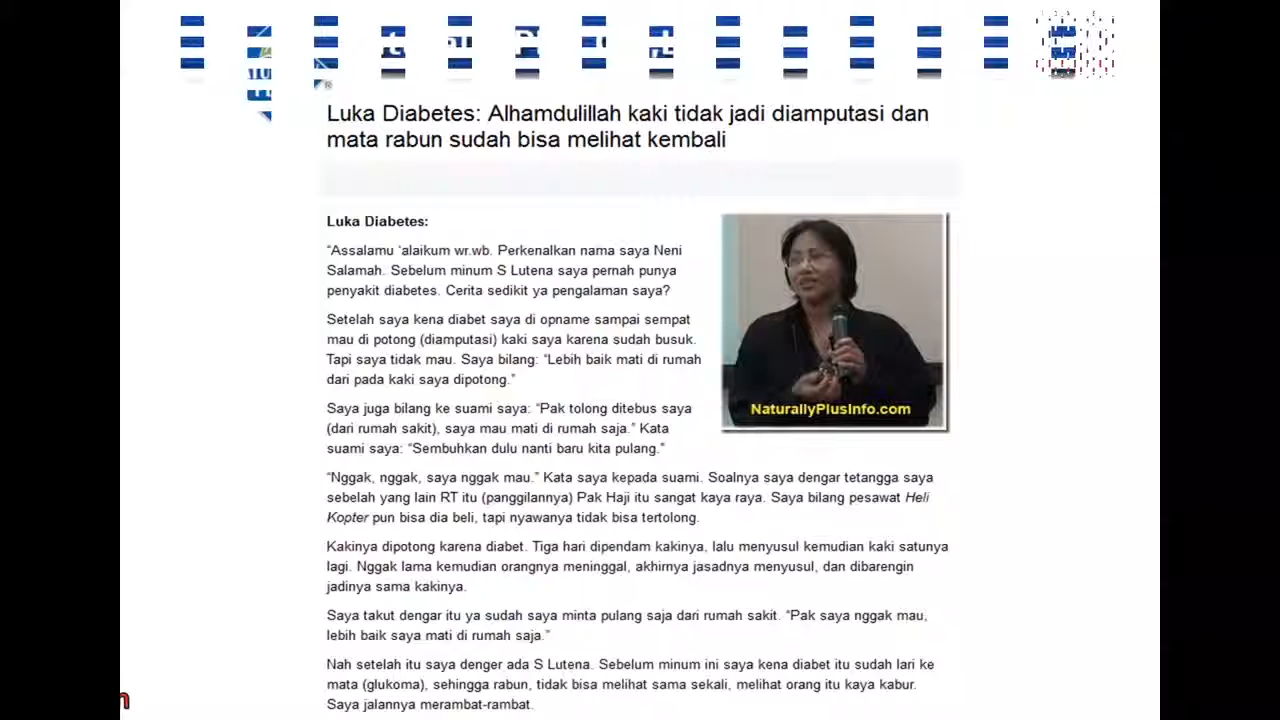 Luka Diabetes: Alhamdulillah kaki tidak jadi diamputasi dan
mata rabun sudah bisa melihat kembali
Luka Diabetes:
“Assalamu ‘alaikum wr.wb. Perkenalkan nama saya Neni
Salamah. Sebelum minum S Lutena saya pernah punya
penyakit diabetes. Cerita sedikit ya pengalaman saya?
Setelah saya kena diabet saya di opname sampai sempat
mau di potong (diamputasi) kaki saya karena sudah busuk.
Tapi saya tidak mau. Saya bilang: “Lebih baik mati di rumah
dari pada kaki saya dipotong.”
Saya juga bilang ke suami saya: “Pak tolong ditebus saya
(dari rumah sakit), saya mau mati di rumah saja.” Kata
suami saya: “Sembuhkan dulu nanti baru kita pulang.”
NaturallyPlusInfo.com
“Nggak, nggak, saya nggak mau.” Kata saya kepada suami. Soalnya saya dengar tetangga saya
sebelah yang lain RT itu (panggilannya) Pak Haji itu sangat kaya raya. Saya bilang pesawat Heli
Kopter pun bisa dia beli, tapi nyawanya tidak bisa tertolong.
Kakinya dipotong karena diabet. Tiga hari dipendam kakinya, lalu menyusul kemudian kaki satunya
lagi. Nggak lama kemudian orangnya meninggal, akhirnya jasadnya menyusul, dan dibarengin
jadinya sama kakinya.
Saya takut dengar itu ya sudah saya minta pulang saja dari rumah sakit. “Pak saya nggak mau,
lebih baik saya mati di rumah saja.”
Nah setelah itu saya denger ada S Lutena. Sebelum minum ini saya kena diabet itu sudah lari ke
mata (glukoma), sehingga rabun, tidak bisa melihat sama sekali, melihat orang itu kaya kabur.
Saya jalannya merambat-rambat.